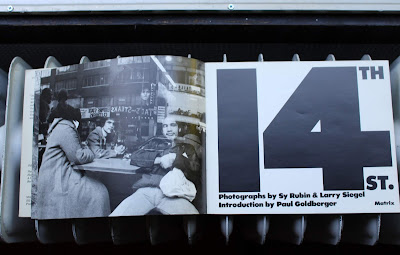 14TH
ST.
Photographs by Sy Rubin & Larry Siegel
Introduction by Paul Goldberger Matrix